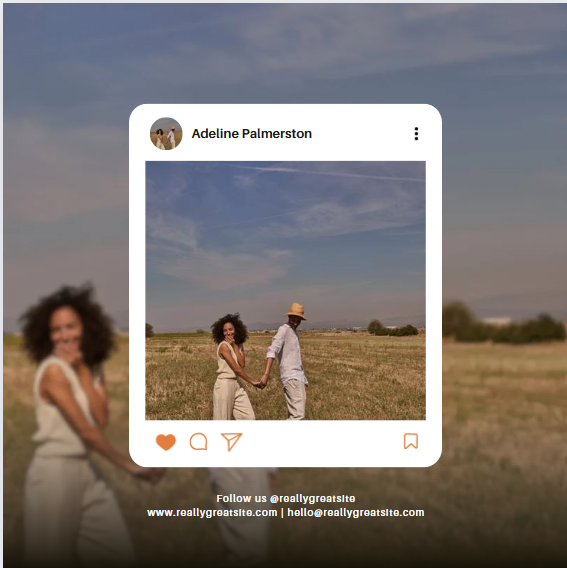 Adeline Palmerston
Follow us @reallygreatsite
www.reallygreatsite.com | hello@reallygreatsite.com